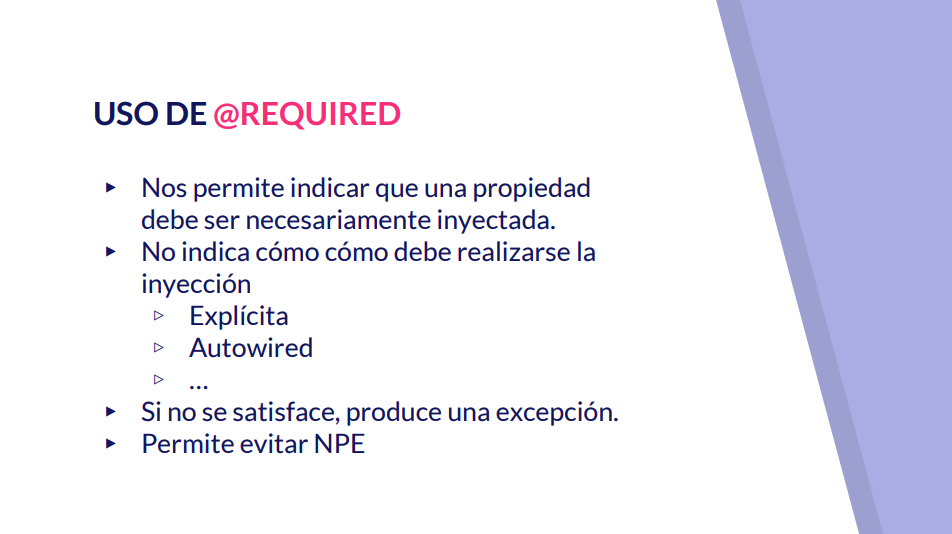 USO DE @REQUIRED
▸ Nos permite indicar que una propiedad
debe ser necesariamente inyectada.
▸ No indica cómo cómo debe realizarse la
inyección
▹ Explícita
▹ Autowired
▹ …
▸ Si no se satisface, produce una excepción.
▸ Permite evitar NPE